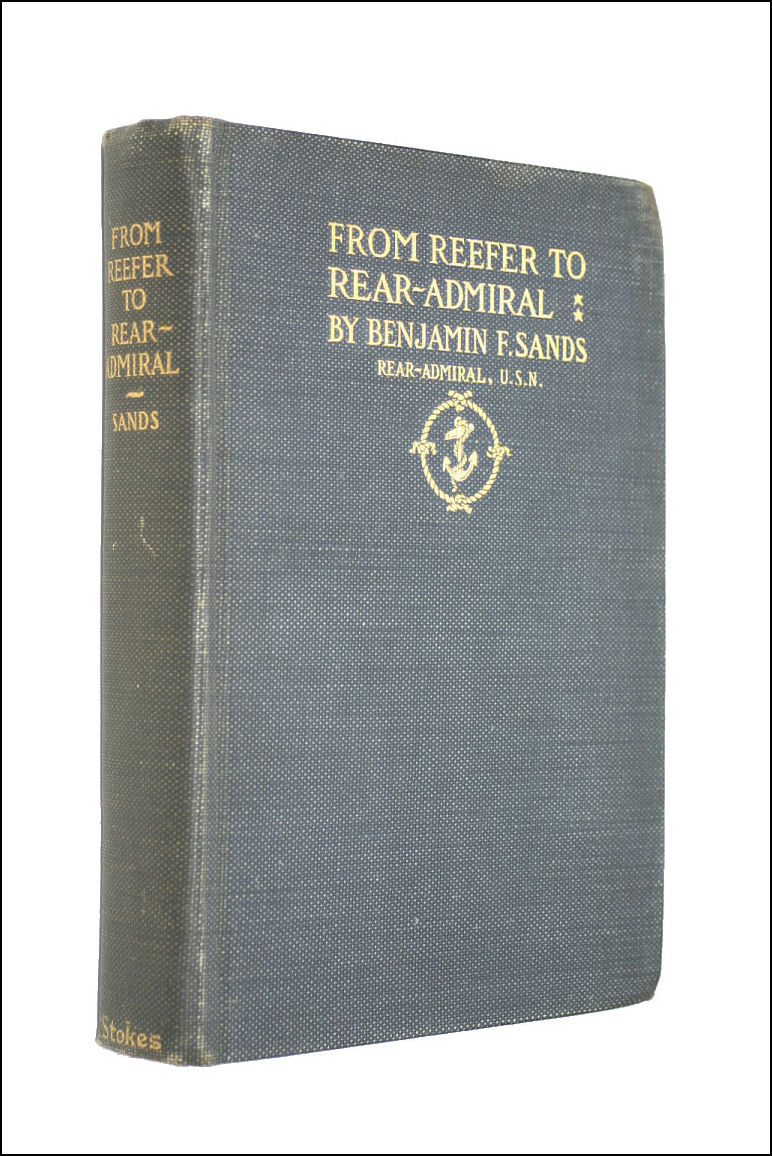 FROM
REEFER
TO
REAR~
ADMIRAL
SANDS
Stokes
FROM REEFER TO
REAR~ADMIRAL
BY BENJAMIN F. SANDS
REAR~ADMIRAL, U.S.N.